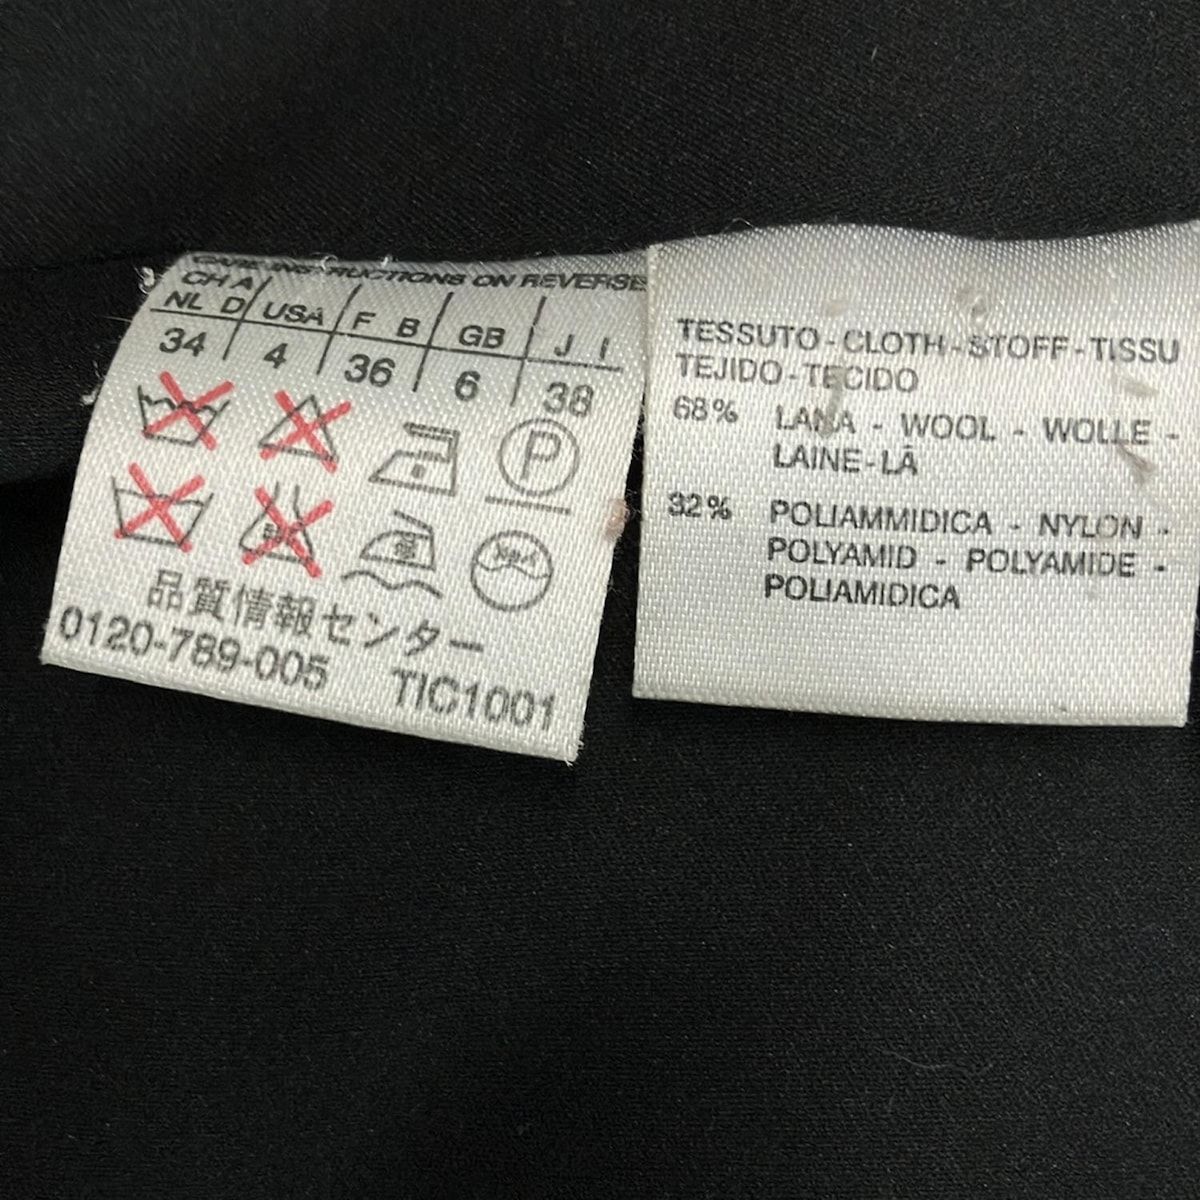 CARE INSTRUCTIONS ON REVERSE
CH A
NL D USA F B GB J I
34 4 36 6 38
P
品質情報センター
0120-789-005 TIC1001
TESSUTO-CLOTH-STOFF-TISSU
TEJIDO-TECIDO
68% LANA - WOOL - WOLLE -
LAINE-LÃ
32% POLIAMMIDICA - NYLON -
POLYAMID - POLYAMIDE -
POLIAMIDICA